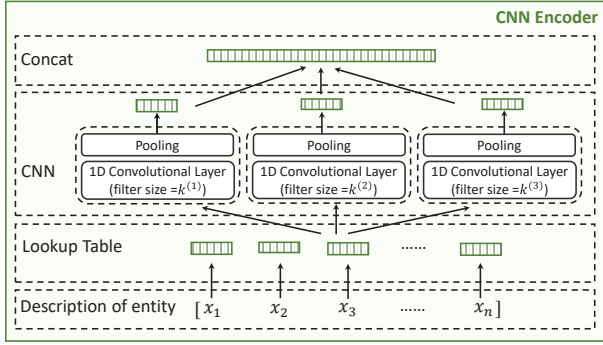 CNN Encoder
Concat
Pooling Pooling Pooling
CNN
1D Convolutional Layer 1D Convolutional Layer 1D Convolutional Layer
(filter size =k⁽¹⁾) (filter size =k⁽²⁾) (filter size =k⁽³⁾)
Lookup Table ......
Description of entity [x₁ x₂ x₃ ...... xₙ]